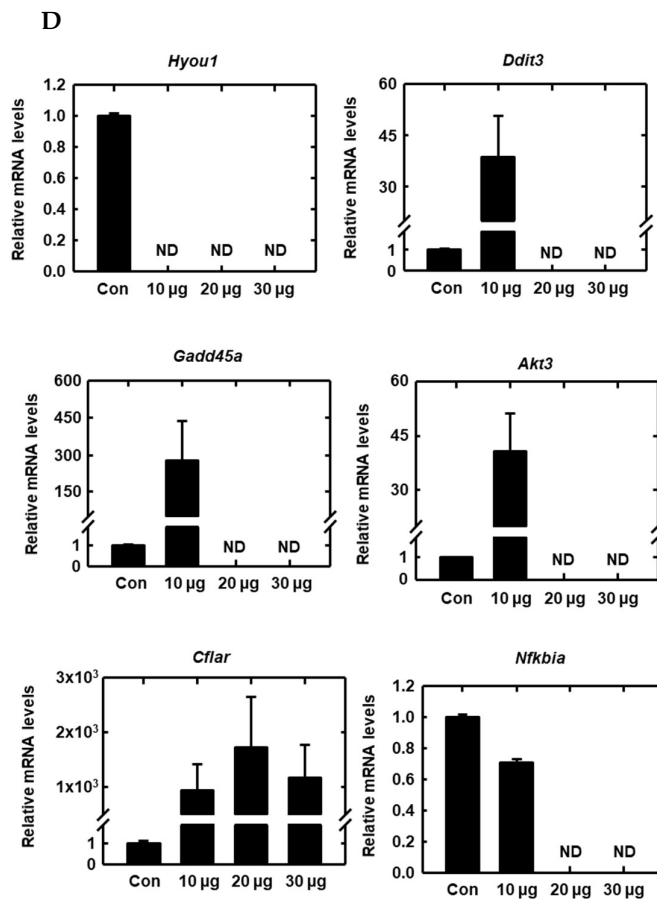 D
Hyou1
Relative mRNA levels
1.2
1.0
0.8
0.6
0.4
0.2
0.0
ND ND ND
Con 10 µg 20 µg 30 µg
Ddit3
Relative mRNA levels
60
45
30
1
0
ND ND
Con 10 µg 20 µg 30 µg
Gadd45a
Relative mRNA levels
600
450
300
150
1
0
ND ND
Con 10 µg 20 µg 30 µg
Akt3
Relative mRNA levels
60
45
30
1
0
ND ND
Con 10 µg 20 µg 30 µg
Cflar
Relative mRNA levels
3x10³
2x10³
1x10³
1
0
Con 10 µg 20 µg 30 µg
Nfkbia
Relative mRNA levels
1.2
1.0
0.8
0.6
0.4
0.2
0.0
ND ND
Con 10 µg 20 µg 30 µg